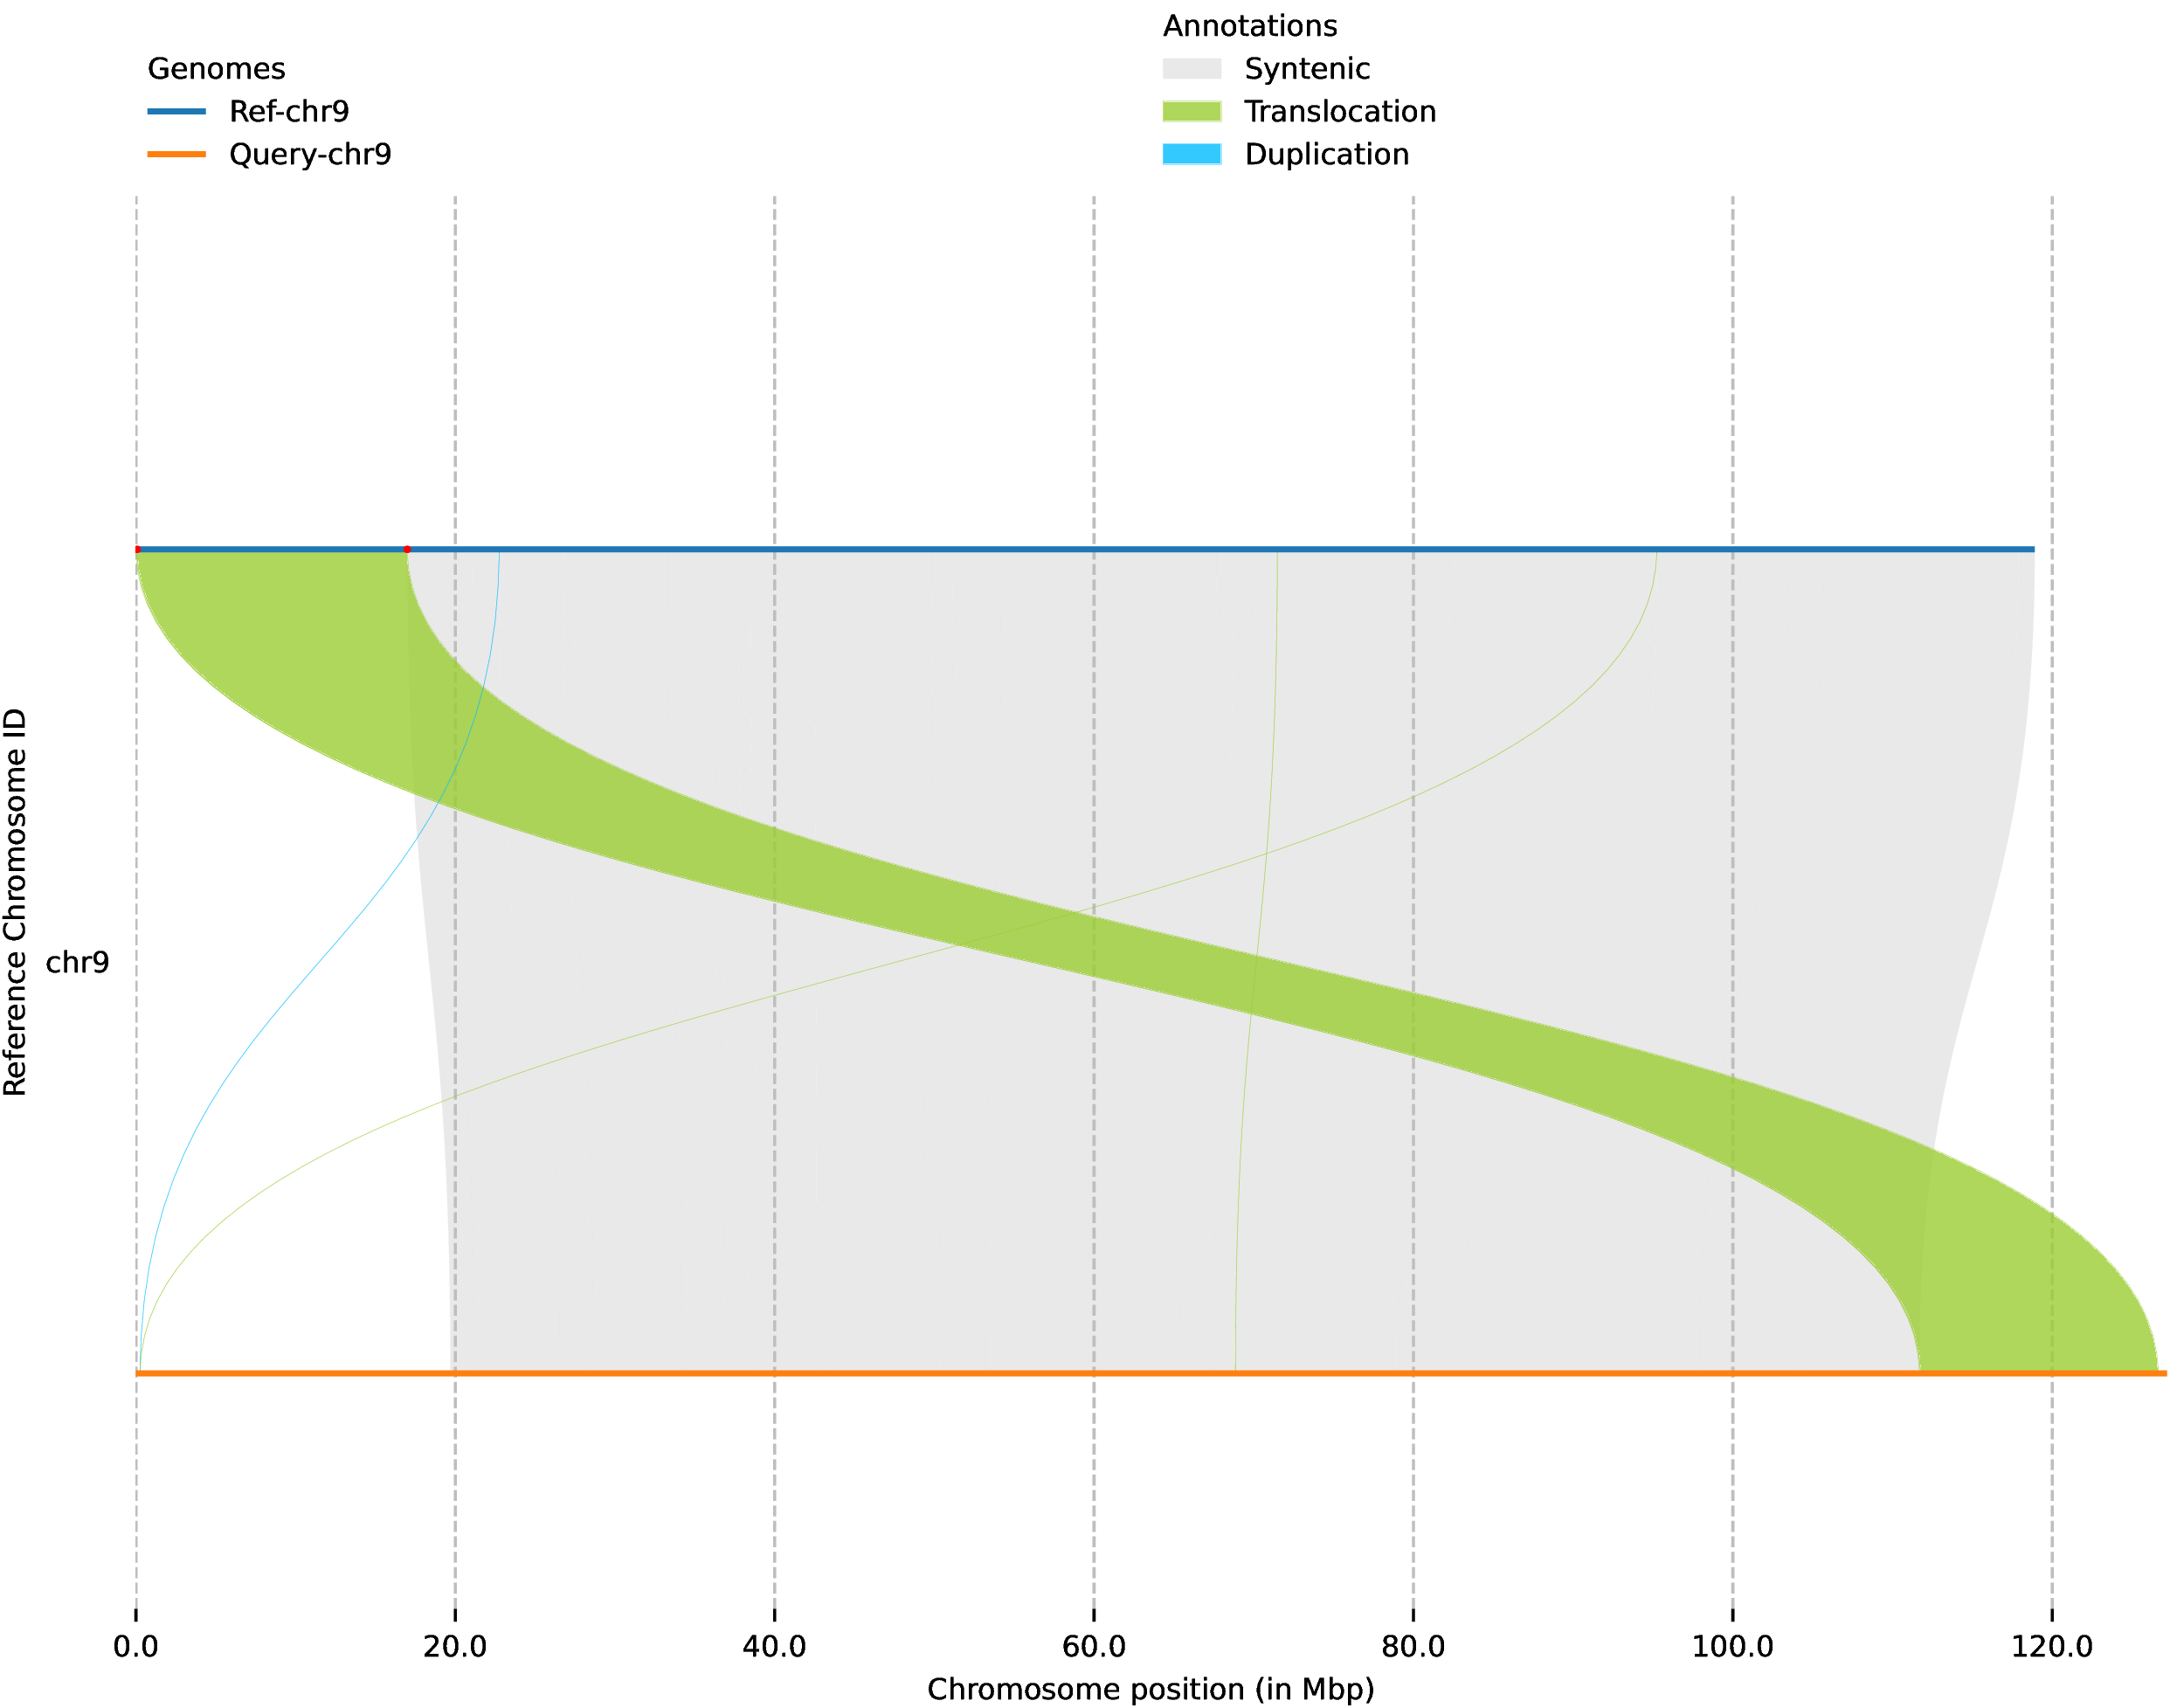 Genomes
Ref-chr9
Query-chr9
Annotations
Syntenic
Translocation
Duplication
Reference Chromosome ID
chr9
0.0 20.0 40.0 60.0 80.0 100.0 120.0
Chromosome position (in Mbp)